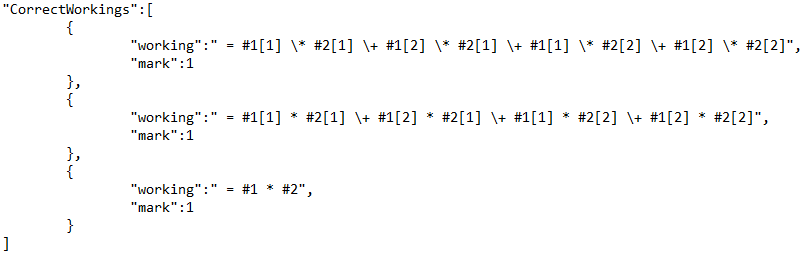 "CorrectWorkings":[
{
"working":" = #1[1] \* #2[1] \+ #1[2] \* #2[1] \+ #1[1] \* #2[2] \+ #1[2] \* #2[2]",
"mark":1
},
{
"working":" = #1[1] * #2[1] \+ #1[2] * #2[1] \+ #1[1] * #2[2] \+ #1[2] * #2[2]",
"mark":1
},
{
"working":" = #1 * #2",
"mark":1
}
]